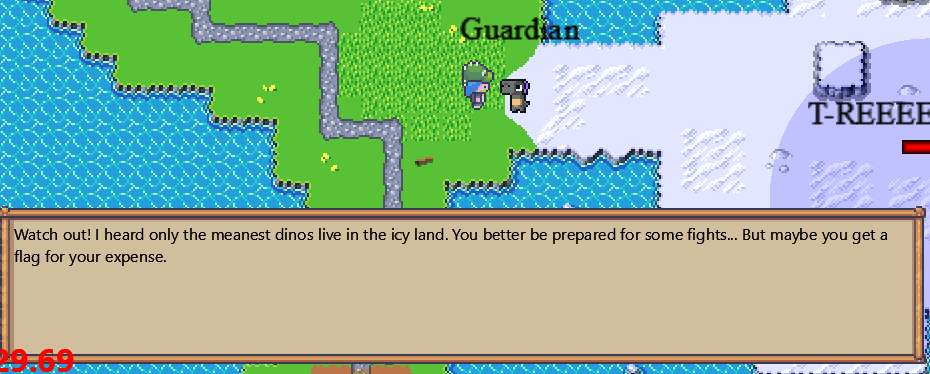 Guardian
T-REEEE
Watch out! I heard only the meanest dinos live in the icy land. You better be prepared for some fights... But maybe you get a
flag for your expense.
29.69